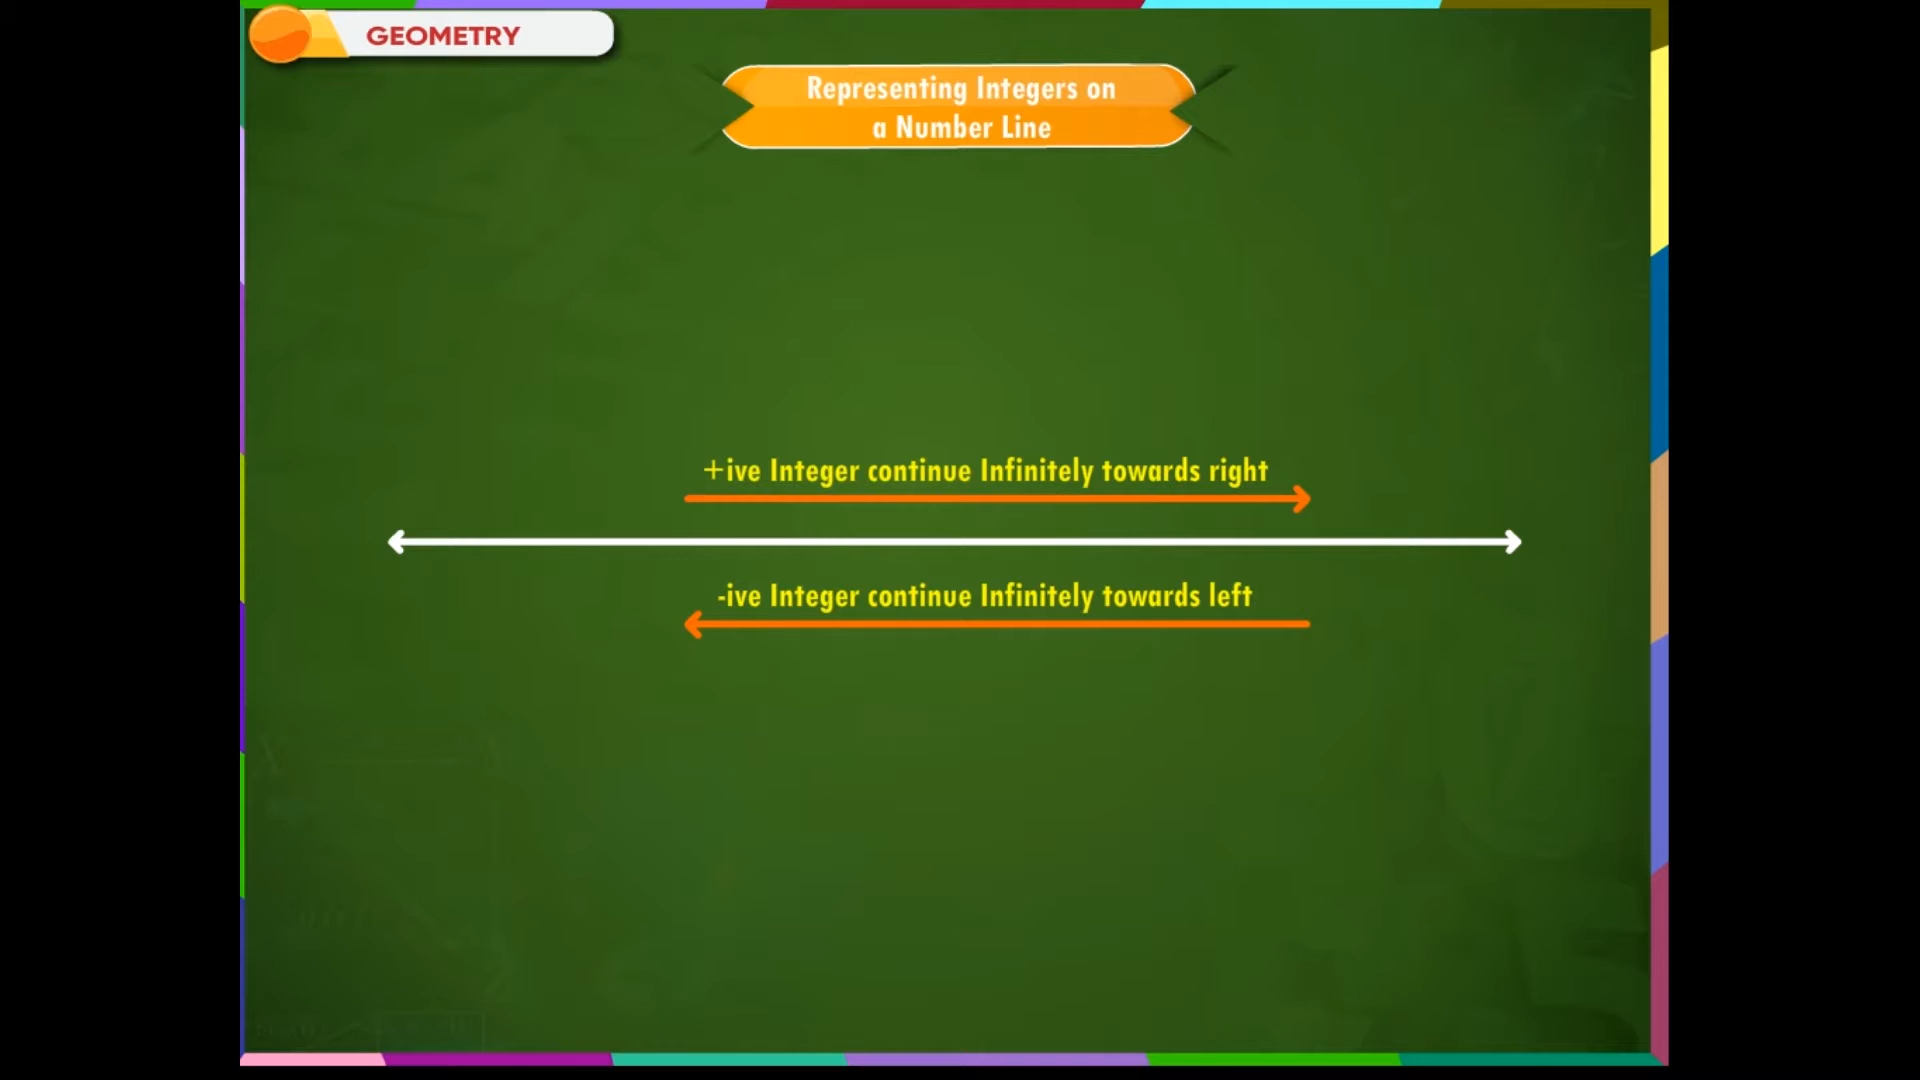 GEOMETRY
Representing Integers on
a Number Line
+ive Integer continue Infinitely towards right
-ive Integer continue Infinitely towards left